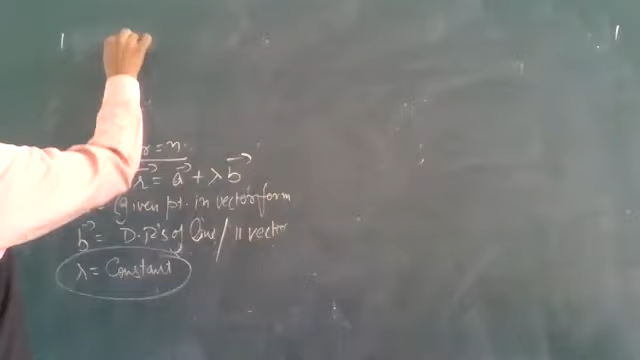 r⃗ = a⃗ + λ b⃗
= Given pt. in vector form
b⃗ = D.R's of line / || vector
λ = Constant